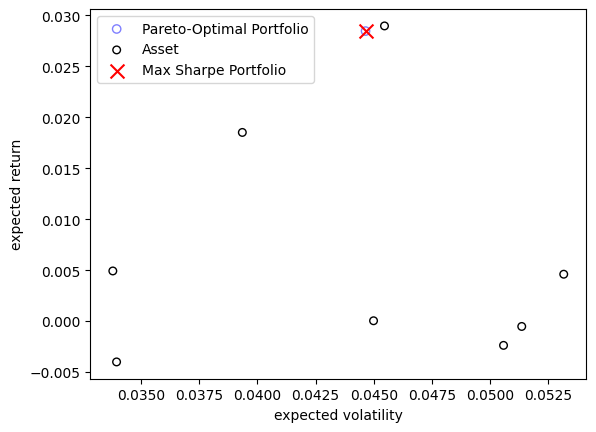 Pareto-Optimal Portfolio
Asset
Max Sharpe Portfolio
expected return
0.030
0.025
0.020
0.015
0.010
0.005
0.000
−0.005
0.0350 0.0375 0.0400 0.0425 0.0450 0.0475 0.0500 0.0525
expected volatility